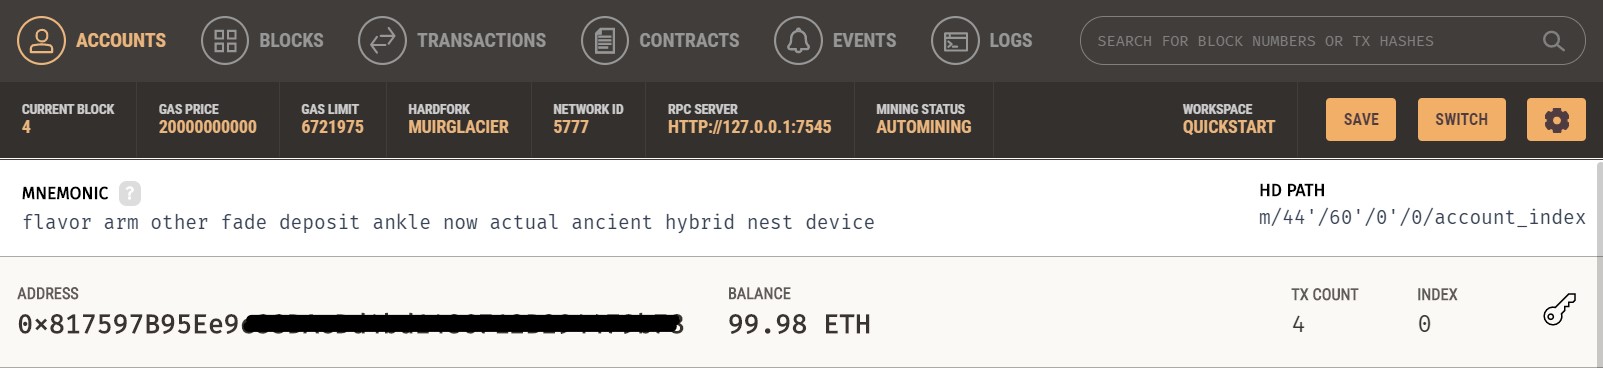 ACCOUNTS BLOCKS TRANSACTIONS CONTRACTS EVENTS LOGS SEARCH FOR BLOCK NUMBERS OR TX HASHES
CURRENT BLOCK GAS PRICE GAS LIMIT HARDFORK NETWORK ID RPC SERVER MINING STATUS WORKSPACE
4 20000000000 6721975 MUIRGLACIER 5777 HTTP://127.0.0.1:7545 AUTOMINING QUICKSTART SAVE SWITCH
MNEMONIC ? HD PATH
flavor arm other fade deposit ankle now actual ancient hybrid nest device m/44'/60'/0'/0/account_index
ADDRESS BALANCE TX COUNT INDEX
0×817597B95Ee9 99.98 ETH 4 0